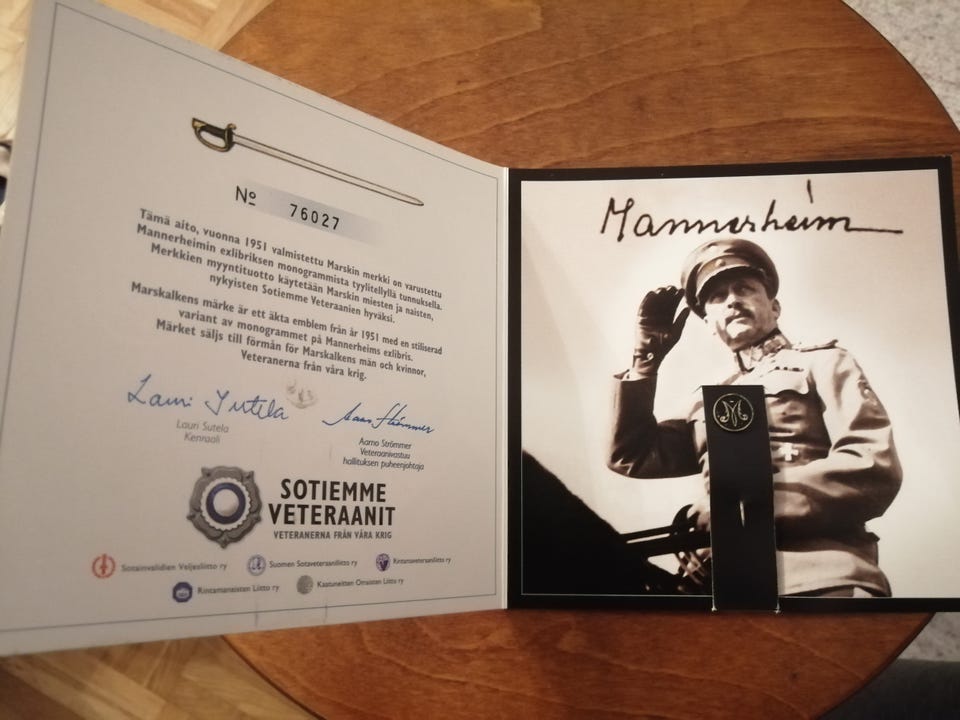 Nº 76027
Tämä aito, vuonna 1951 valmistettu Marskin merkki on varustettu
Mannerheimin exlibriksen monogrammista tyylitellyllä tunnuksella.
Merkkien myyntituotto käytetään Marskin miesten ja naisten,
nykyisten Sotiemme Veteraanien hyväksi.
Marskalkens märke är ett äkta emblem från år 1951 med en stiliserad
variant av monogrammet på Mannerheims exlibris.
Märket säljs till förmån för Marskalkens män och kvinnor,
Veteranerna från våra krig.
Lauri Sutela
Lauri Sutela
Kenraali
Aarno Strömmer
Aarno Strömmer
Veteraanivastuu
hallituksen puheenjohtaja
SOTIEMME
VETERAANIT
VETERANERNA FRÅN VÅRA KRIG
Sotainvalidien Veljesliitto ry
Suomen Sotaveteraaniliitto ry
Rintamaveteraaniliitto ry
Rintamanaisten Liitto ry
Kaatuneitten Omaisten Liitto ry
Mannerheim
M